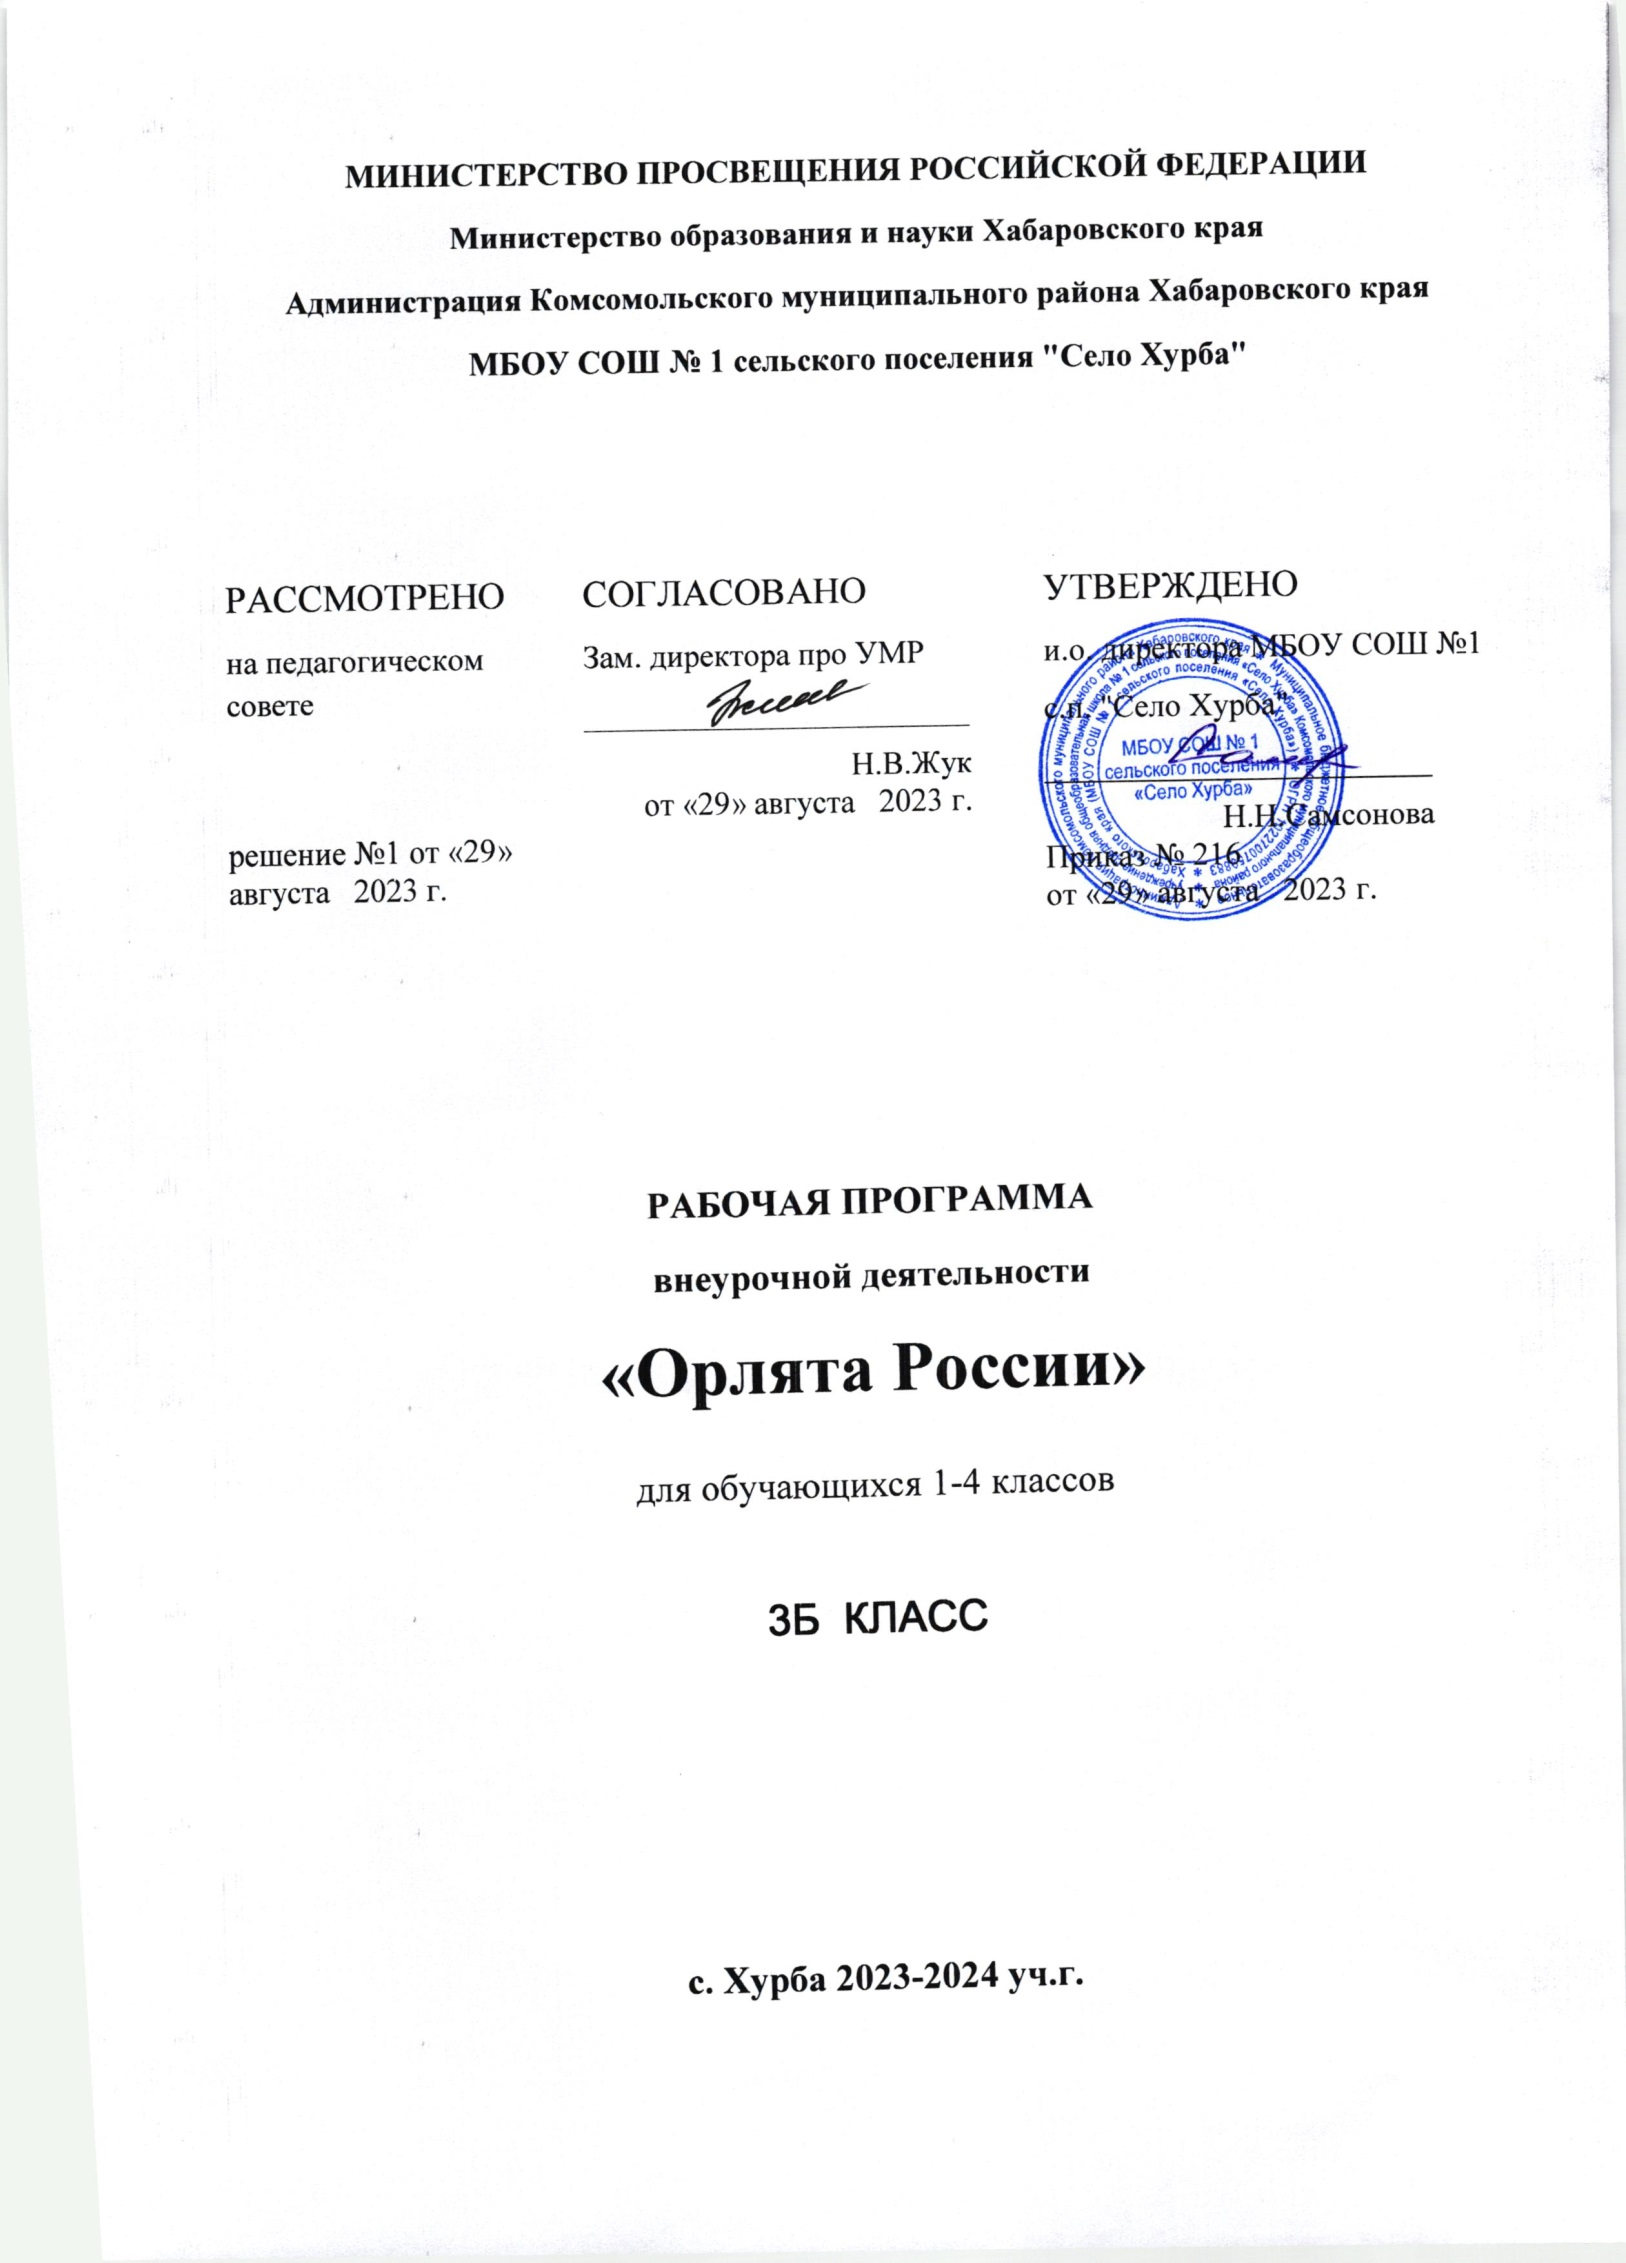 МИНИСТЕРСТВО ПРОСВЕЩЕНИЯ РОССИЙСКОЙ ФЕДЕРАЦИИ
Министерство образования и науки Хабаровского края
Администрация Комсомольского муниципального района Хабаровского края
МБОУ СОШ № 1 сельского поселения "Село Хурба"
РАССМОТРЕНО
на педагогическом
совете
решение №1 от «29»
августа 2023 г.
СОГЛАСОВАНО
Зам. директора про УМР
Н.В.Жук
от «29» августа 2023 г.
УТВЕРЖДЕНО
и.о. директора МБОУ СОШ №1
с.п. "Село Хурба"
Н.Н.Самсонова
Приказ № 216
от «29» августа 2023 г.
МБОУ СОШ № 1
сельского поселения
«Село Хурба»
РАБОЧАЯ ПРОГРАММА
внеурочной деятельности
«Орлята России»
для обучающихся 1-4 классов
3Б КЛАСС
с. Хурба 2023-2024 уч.г.